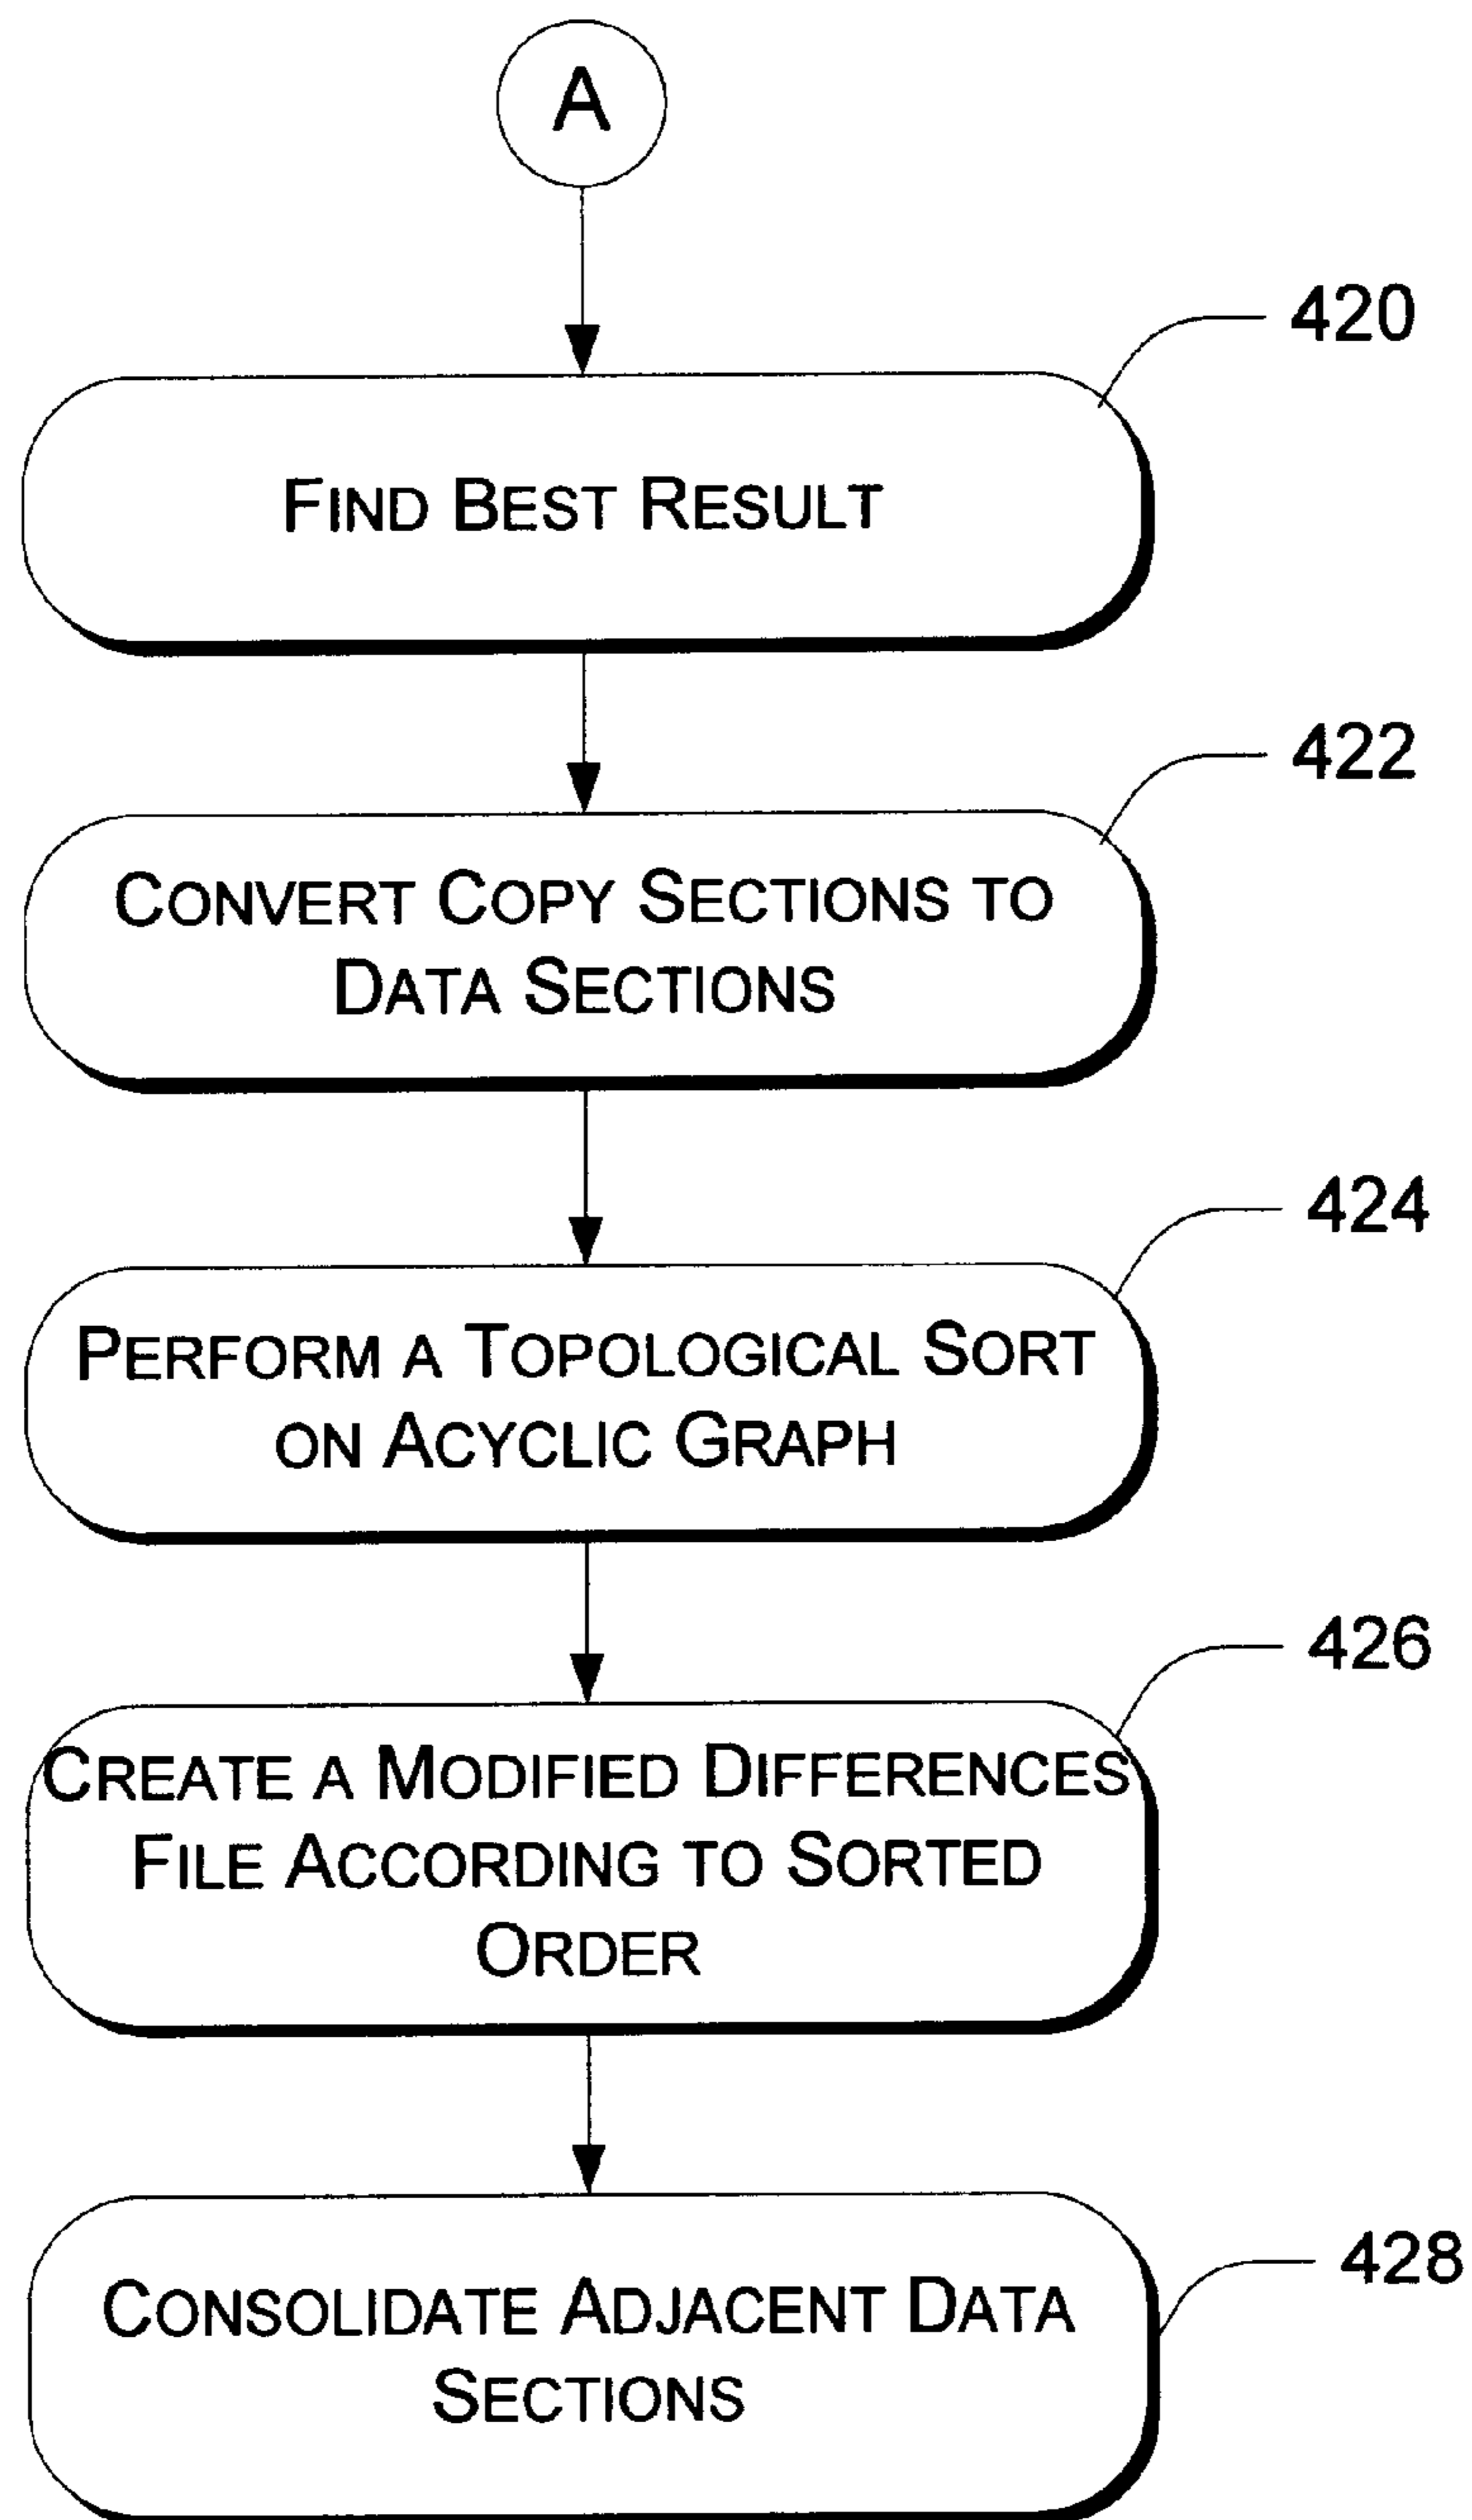 A
420
FIND BEST RESULT
422
CONVERT COPY SECTIONS TO
DATA SECTIONS
424
PERFORM A TOPOLOGICAL SORT
ON ACYCLIC GRAPH
426
CREATE A MODIFIED DIFFERENCES
FILE ACCORDING TO SORTED
ORDER
428
CONSOLIDATE ADJACENT DATA
SECTIONS